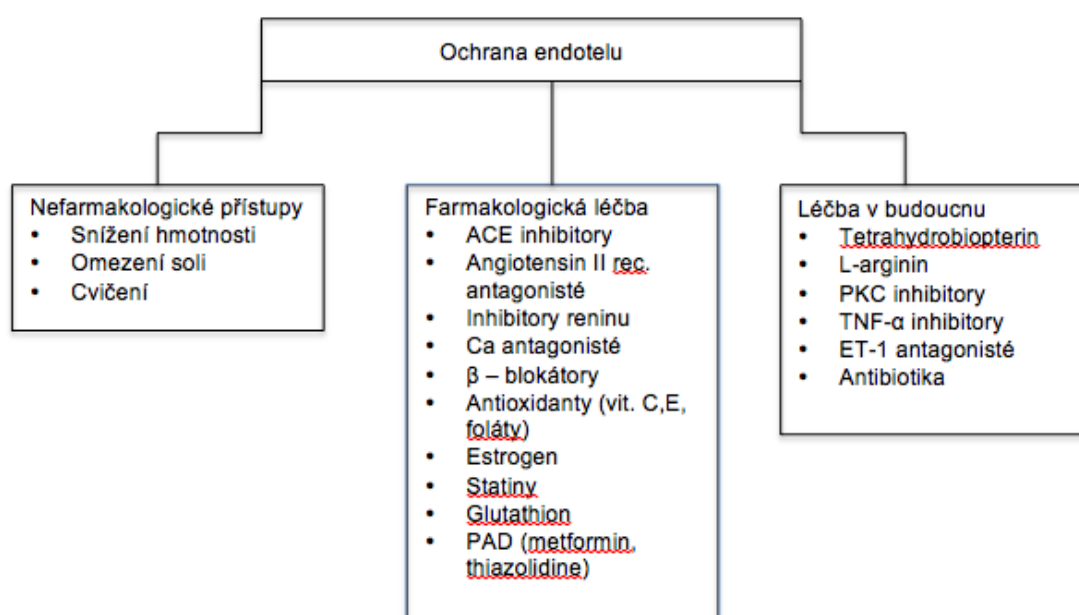 Ochrana endotelu
Nefarmakologické přístupy
• Snížení hmotnosti
• Omezení soli
• Cvičení
Farmakologická léčba
• ACE inhibitory
• Angiotensin II rec.
antagonisté
• Inhibitory reninu
• Ca antagonisté
• β – blokátory
• Antioxidanty (vit. C,E,
foláty)
• Estrogen
• Statiny
• Glutathion
• PAD (metformin,
thiazolidine)
Léčba v budoucnu
• Tetrahydrobiopterin
• L-arginin
• PKC inhibitory
• TNF-α inhibitory
• ET-1 antagonisté
• Antibiotika